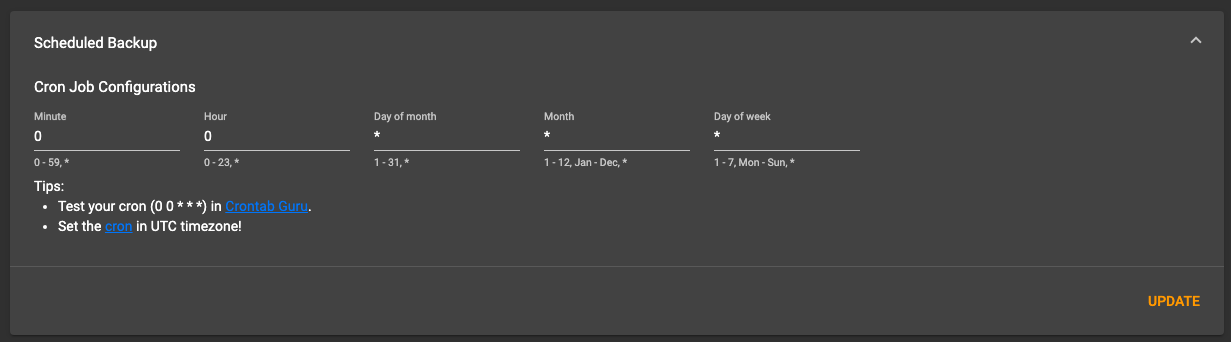 Scheduled Backup
Cron Job Configurations
Minute Hour Day of month Month Day of week
0 0 * * *
0 - 59, * 0 - 23, * 1 - 31, * 1 - 12, Jan - Dec, * 1 - 7, Mon - Sun, *
Tips:
• Test your cron (0 0 * * *) in Crontab Guru.
• Set the cron in UTC timezone!
UPDATE